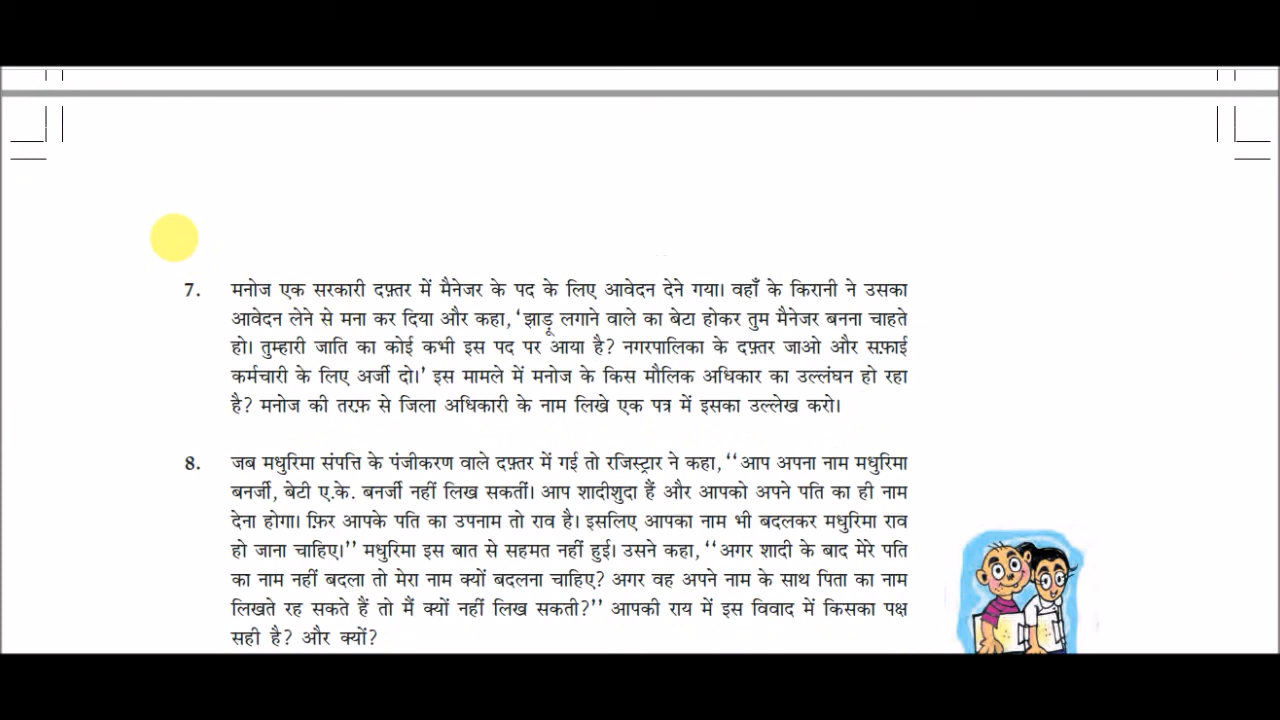 7. मनोज एक सरकारी दफ़्तर में मैनेजर के पद के लिए आवेदन देने गया। वहाँ के किरानी ने उसका
आवेदन लेने से मना कर दिया और कहा, ‘झाड़ू लगाने वाले का बेटा होकर तुम मैनेजर बनना चाहते
हो। तुम्हारी जाति का कोई कभी इस पद पर आया है? नगरपालिका के दफ़्तर जाओ और सफ़ाई
कर्मचारी के लिए अर्जी दो।’ इस मामले में मनोज के किस मौलिक अधिकार का उल्लंघन हो रहा
है? मनोज की तरफ़ से जिला अधिकारी के नाम लिखे एक पत्र में इसका उल्लेख करो।
8. जब मधुरिमा संपत्ति के पंजीकरण वाले दफ़्तर में गई तो रजिस्ट्रार ने कहा, ‘‘आप अपना नाम मधुरिमा
बनर्जी, बेटी ए.के. बनर्जी नहीं लिख सकतीं। आप शादीशुदा हैं और आपको अपने पति का ही नाम
देना होगा। फ़िर आपके पति का उपनाम तो राव है। इसलिए आपका नाम भी बदलकर मधुरिमा राव
हो जाना चाहिए।’’ मधुरिमा इस बात से सहमत नहीं हुई। उसने कहा, ‘‘अगर शादी के बाद मेरे पति
का नाम नहीं बदला तो मेरा नाम क्यों बदलना चाहिए? अगर वह अपने नाम के साथ पिता का नाम
लिखते रह सकते हैं तो मैं क्यों नहीं लिख सकती?’’ आपकी राय में इस विवाद में किसका पक्ष
सही है? और क्यों?